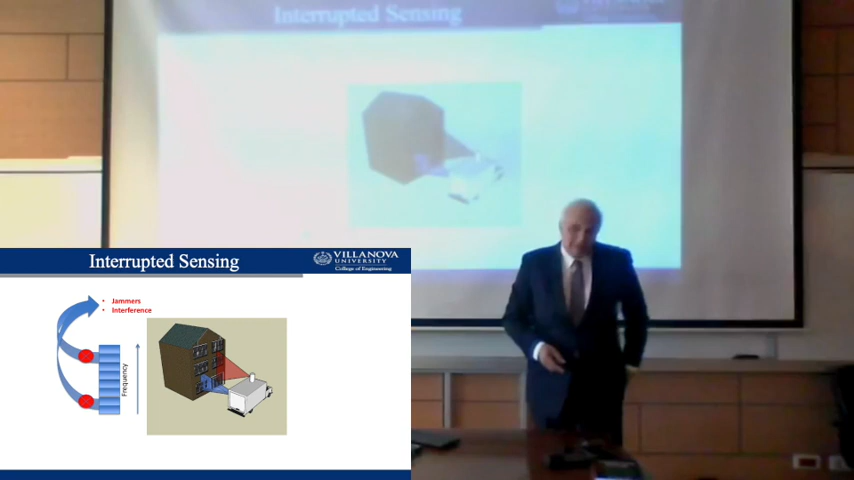 Interrupted Sensing
Interrupted Sensing
VILLANOVA
UNIVERSITY
College of Engineering
• Jammers
• Interference
Frequency